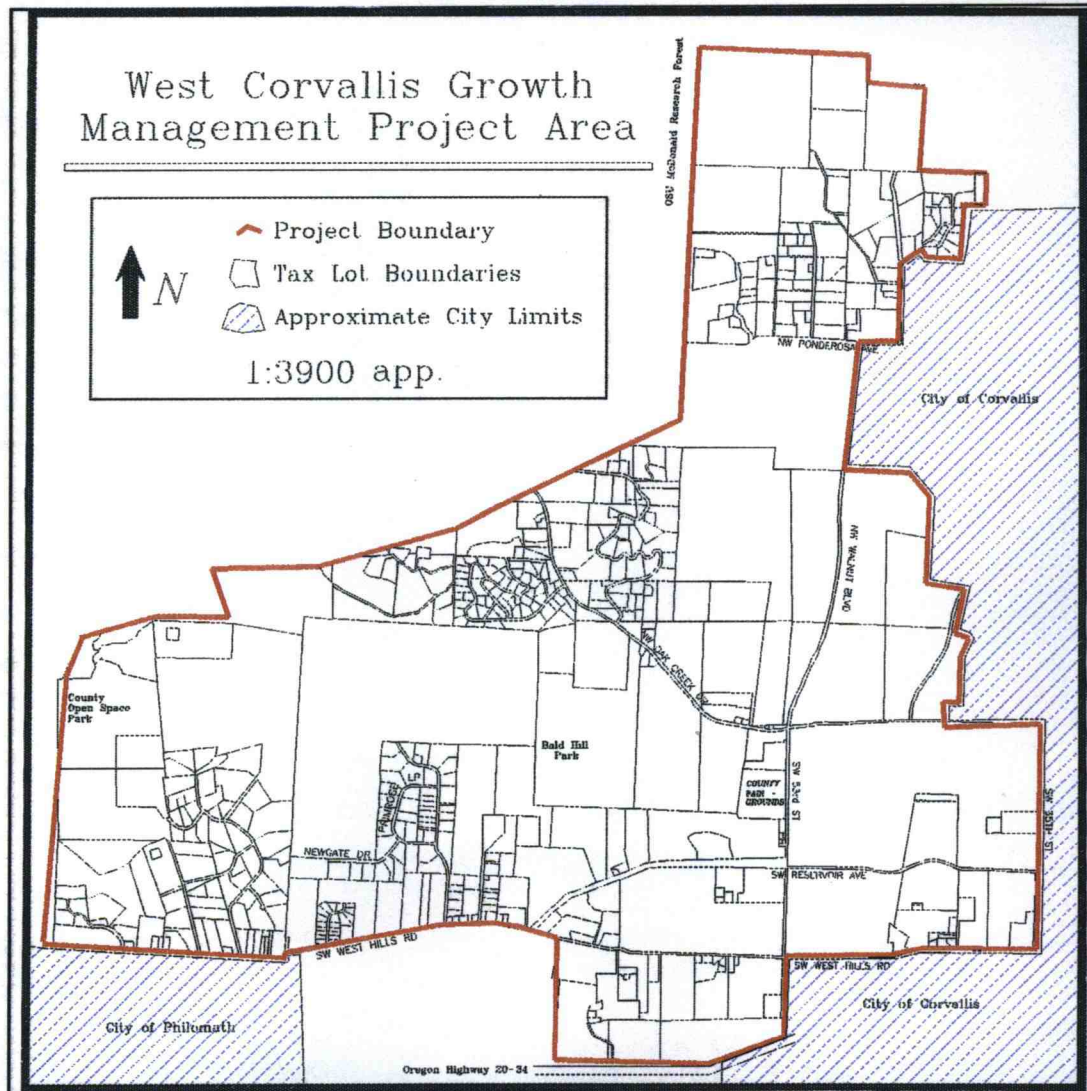 West Corvallis Growth
Management Project Area
N
Project Boundary
Tax Lot Boundaries
Approximate City Limits
1:3900 app.
OSU McDonald Research Forest
NW PONDEROSA AVE
City of Corvallis
NW WALNUT BLVD
NW OAK CREEK DR
County
Open Space
Park
Bald Hill
Park
COUNTY
FAIR -
GROUNDS
SW 53rd ST
SW 35TH ST
PRIMROSE
LP
NEWGATE DR
SW RESERVOIR AVE
SW WEST HILLS RD
SW WEST HILLS RD
City of Philomath
City of Corvallis
Oregon Highway 20-34